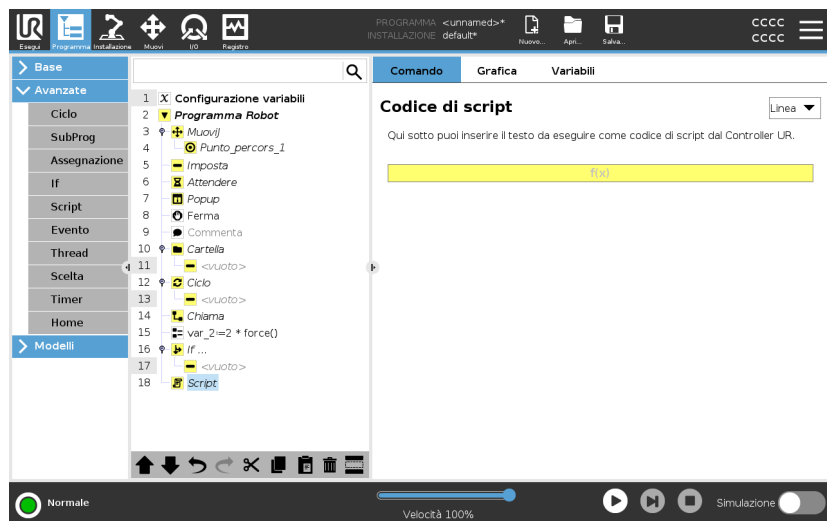 PROGRAMMA <unnamed>*
INSTALLAZIONE default*
cccc
cccc
Esegui
Programma
Installazione
Muovi
I/O
Registro
Nuovo...
Apri...
Salva...
Base
Avanzate
Ciclo
SubProg
Assegnazione
If
Script
Evento
Thread
Scelta
Timer
Home
Modelli
1 X Configurazione variabili
2 Programma Robot
3 MuoviJ
4 Punto_percors_1
5 Imposta
6 Attendere
7 Popup
8 Ferma
9 Commenta
10 Cartella
11 <vuoto>
12 Ciclo
13 <vuoto>
14 Chiama
15 var_2≔2 * force()
16 If ...
17 <vuoto>
18 Script
Comando Grafica Variabili
Codice di script
Linea
Qui sotto puoi inserire il testo da eseguire come codice di script dal Controller UR.
f(x)
Normale
Velocità 100%
Simulazione